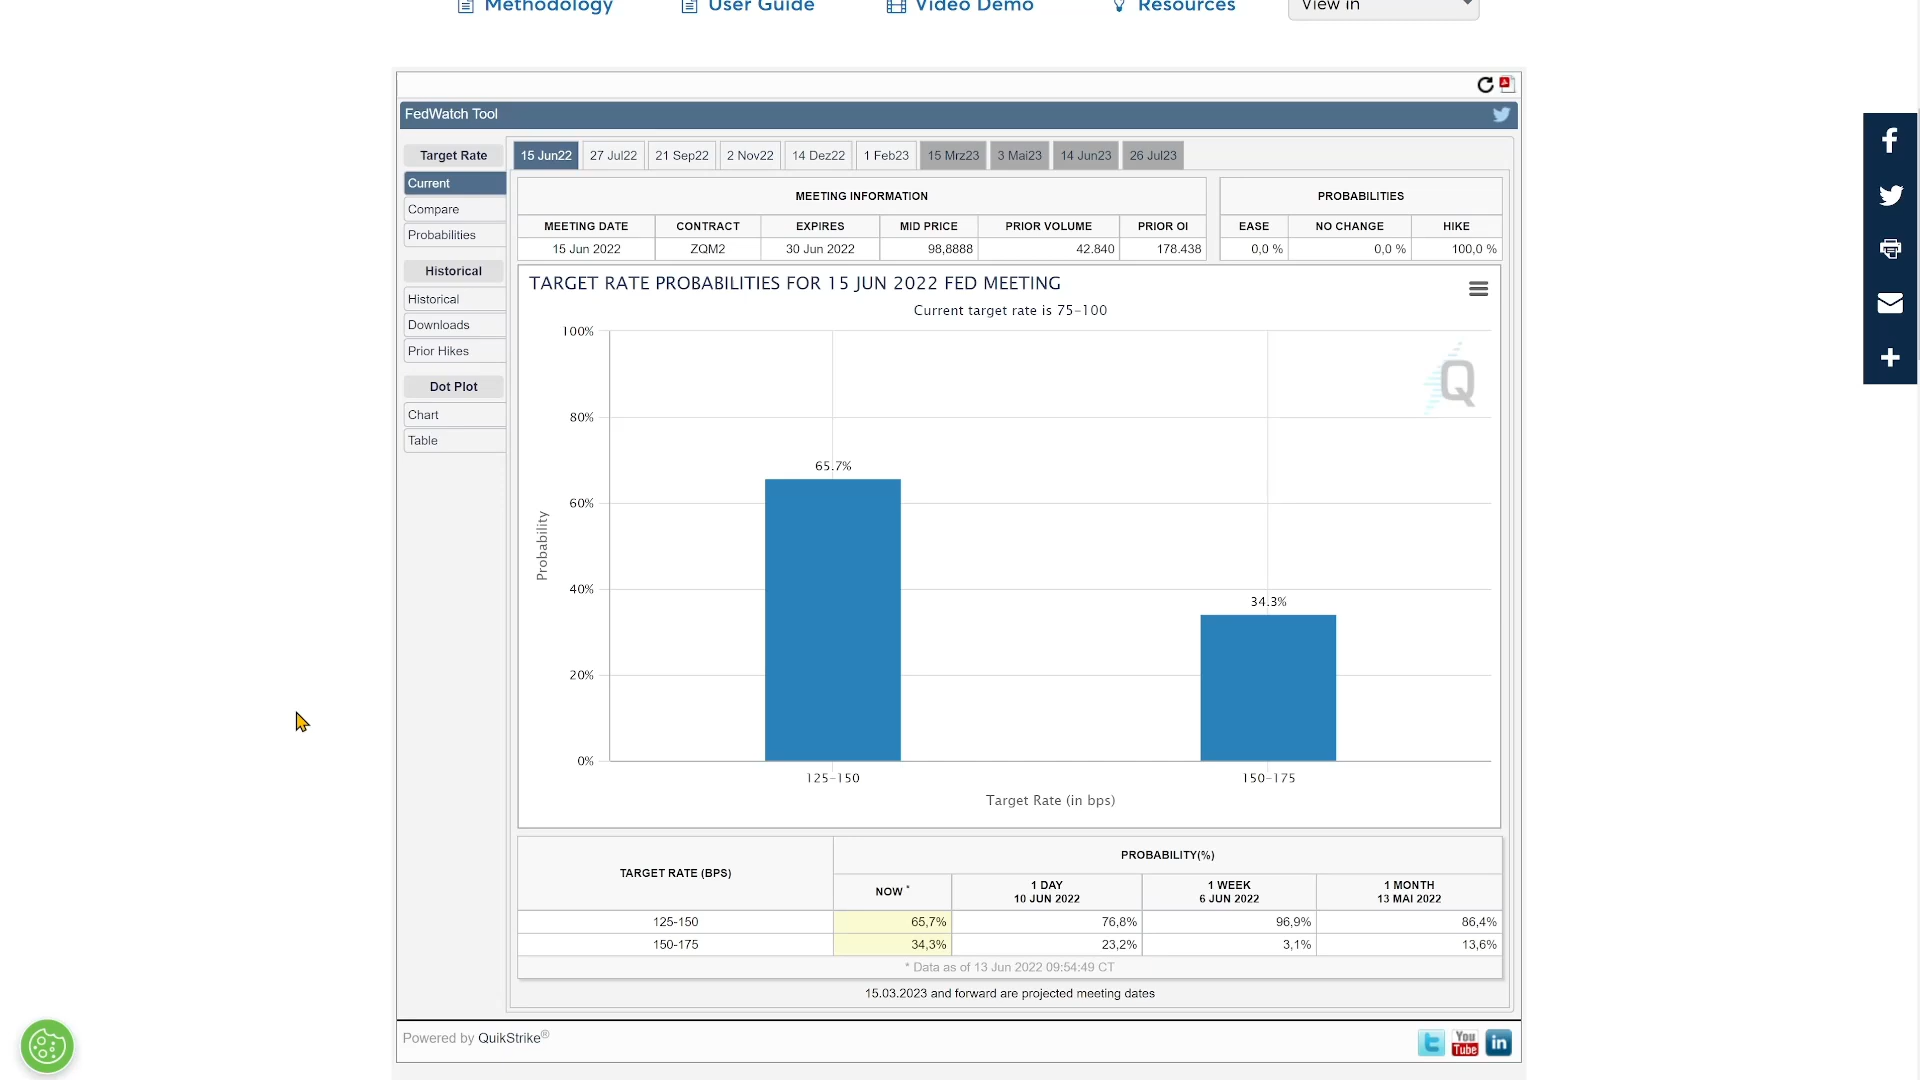 Methodology User Guide Video Demo Resources View in
FedWatch Tool
Target Rate
Current
Compare
Probabilities
Historical
Historical
Downloads
Prior Hikes
Dot Plot
Chart
Table
15 Jun22 27 Jul22 21 Sep22 2 Nov22 14 Dez22 1 Feb23 15 Mrz23 3 Mai23 14 Jun23 26 Jul23
MEETING INFORMATION
MEETING DATE CONTRACT EXPIRES MID PRICE PRIOR VOLUME PRIOR OI
15 Jun 2022 ZQM2 30 Jun 2022 98,8888 42.840 178.438
PROBABILITIES
EASE NO CHANGE HIKE
0,0 % 0,0 % 100,0 %
TARGET RATE PROBABILITIES FOR 15 JUN 2022 FED MEETING
Current target rate is 75-100
100%
80%
60%
40%
20%
0%
Probability
65.7%
34.3%
Q
125-150 150-175
Target Rate (in bps)
TARGET RATE (BPS) PROBABILITY(%)
NOW * 1 DAY 10 JUN 2022 1 WEEK 6 JUN 2022 1 MONTH 13 MAI 2022
125-150 65,7% 76,8% 96,9% 86,4%
150-175 34,3% 23,2% 3,1% 13,6%
* Data as of 13 Jun 2022 09:54:49 CT
15.03.2023 and forward are projected meeting dates
Powered by QuikStrike®
You Tube in